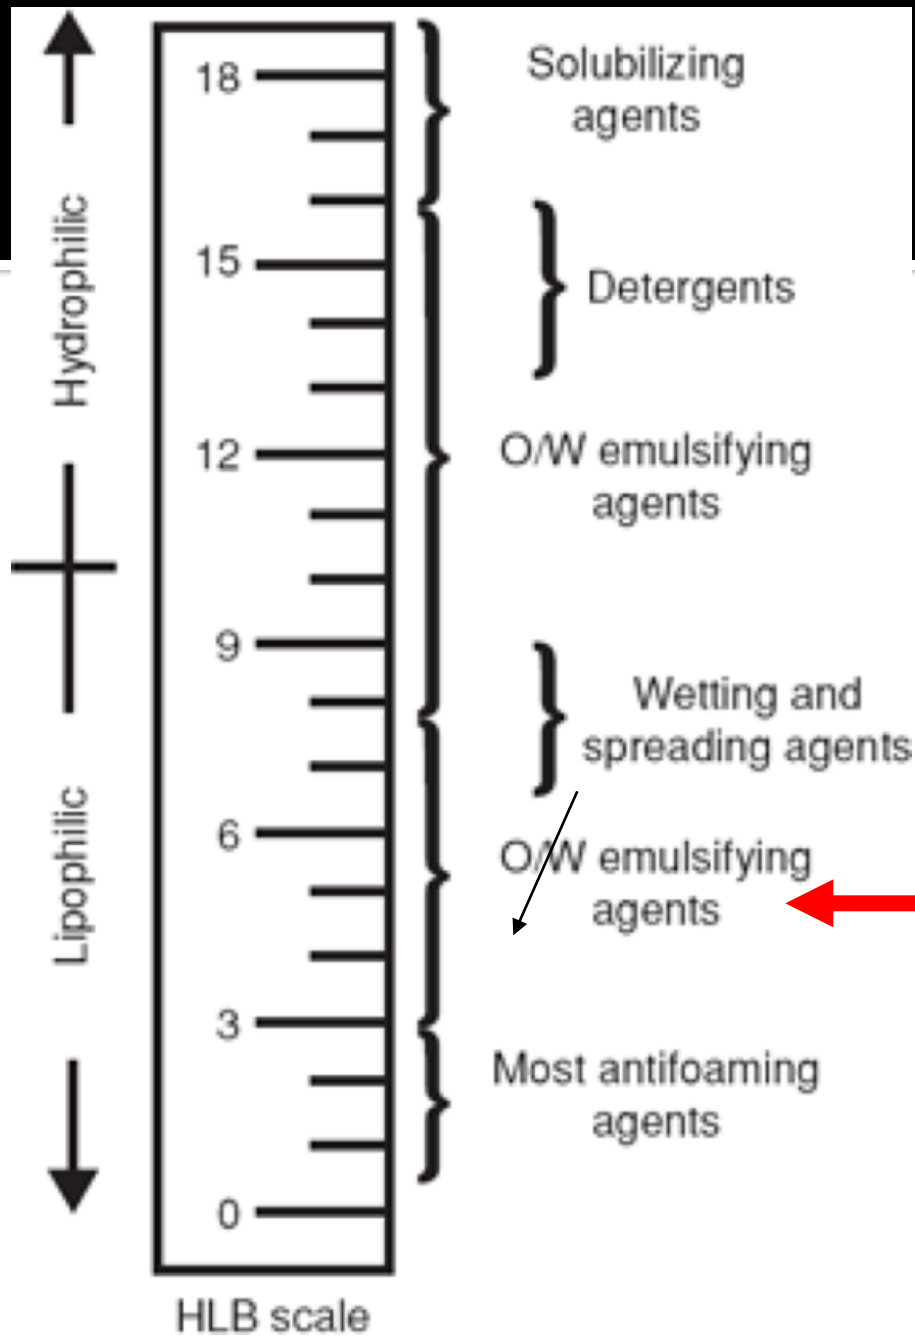 Hydrophilic
Lipophilic
18
15
12
9
6
3
0
HLB scale
Solubilizing
agents
Detergents
O/W emulsifying
agents
Wetting and
spreading agents
O/W emulsifying
agents
Most antifoaming
agents